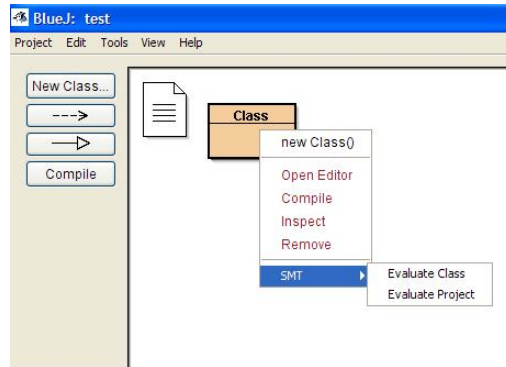 BlueJ: test
Project Edit Tools View Help
New Class...
--->
Compile
Class
new Class()
Open Editor
Compile
Inspect
Remove
SMT
Evaluate Class
Evaluate Project